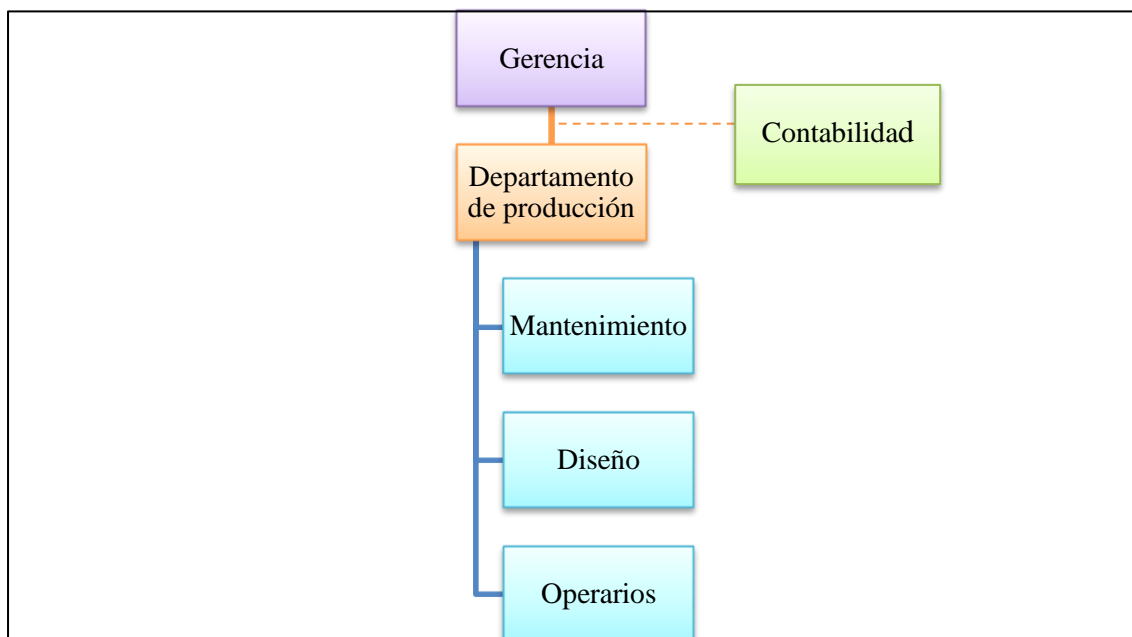 Gerencia
Contabilidad
Departamento
de producción
Mantenimiento
Diseño
Operarios